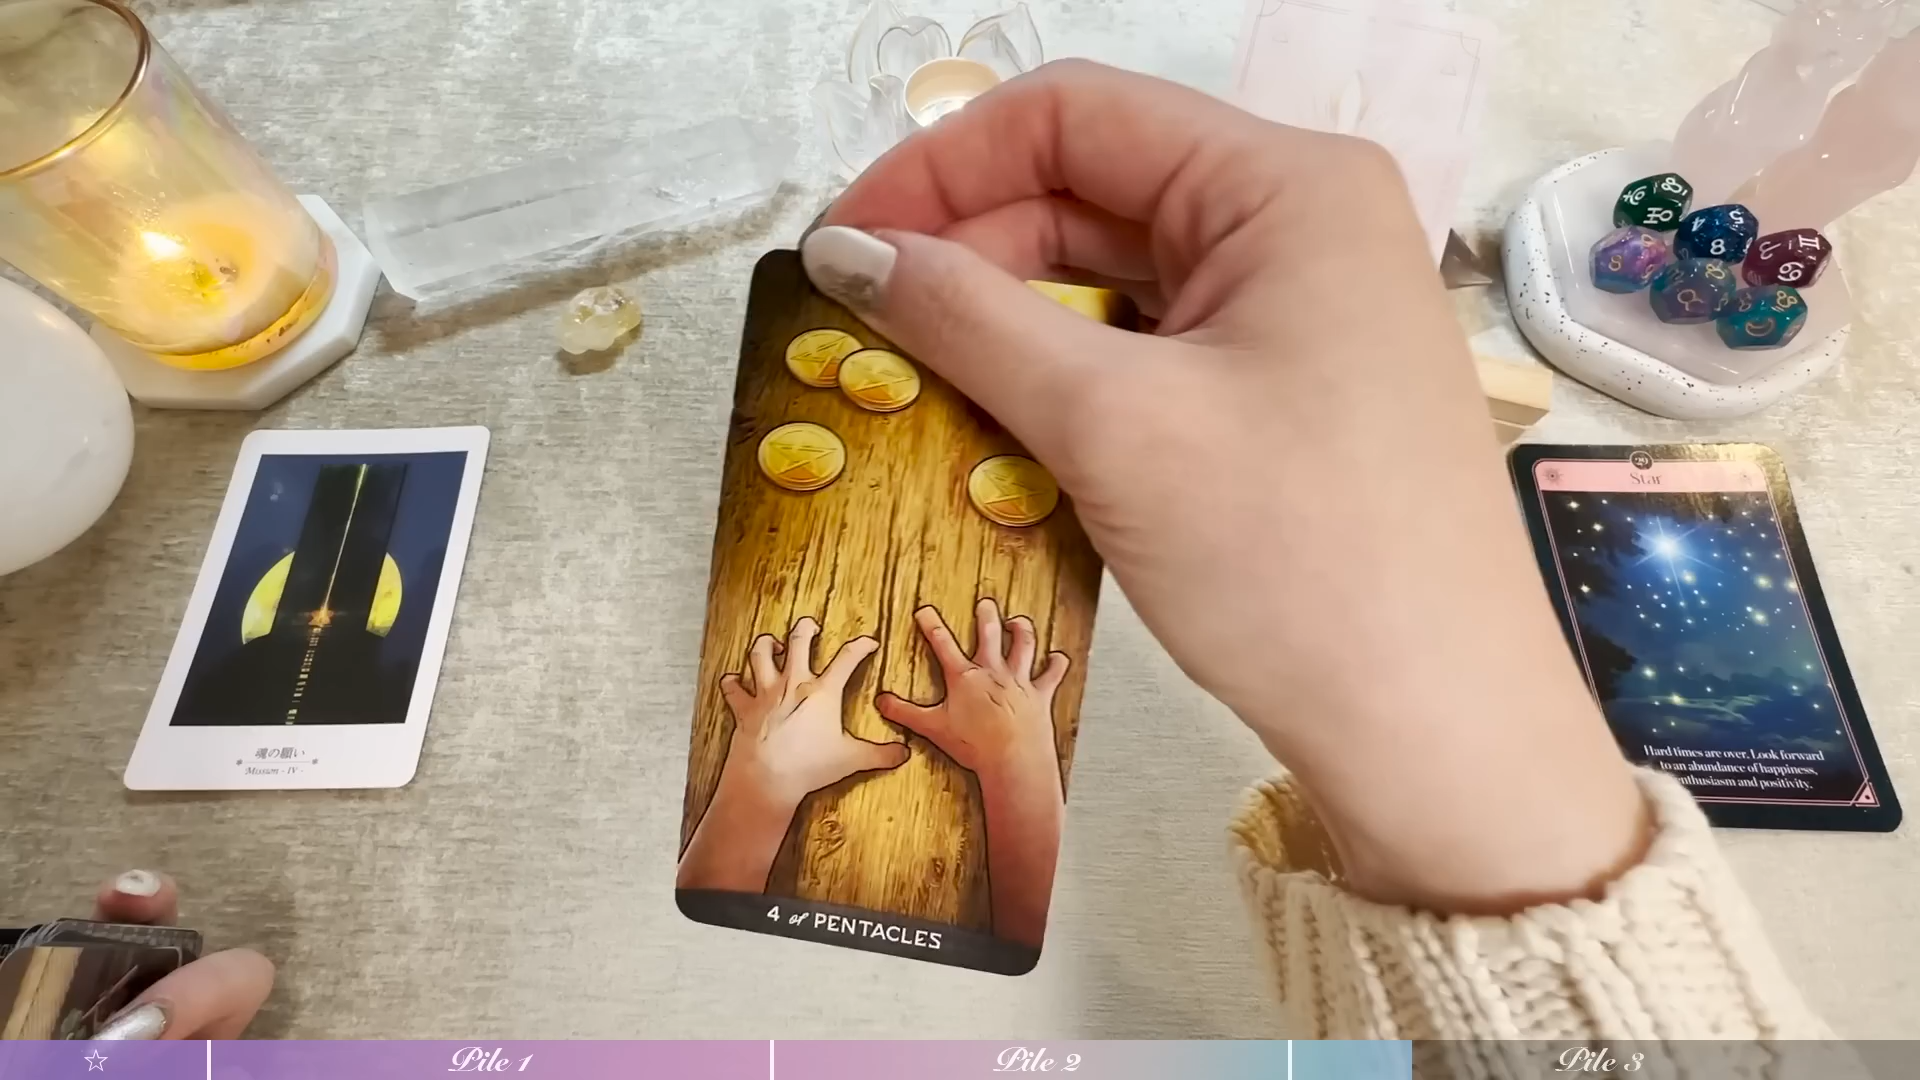 29
Star
Hard times are over. Look forward
to an abundance of happiness,
enthusiasm and positivity.
魂の願い
Mission - IV -
4 of PENTACLES
☆
Pile 1
Pile 2
Pile 3